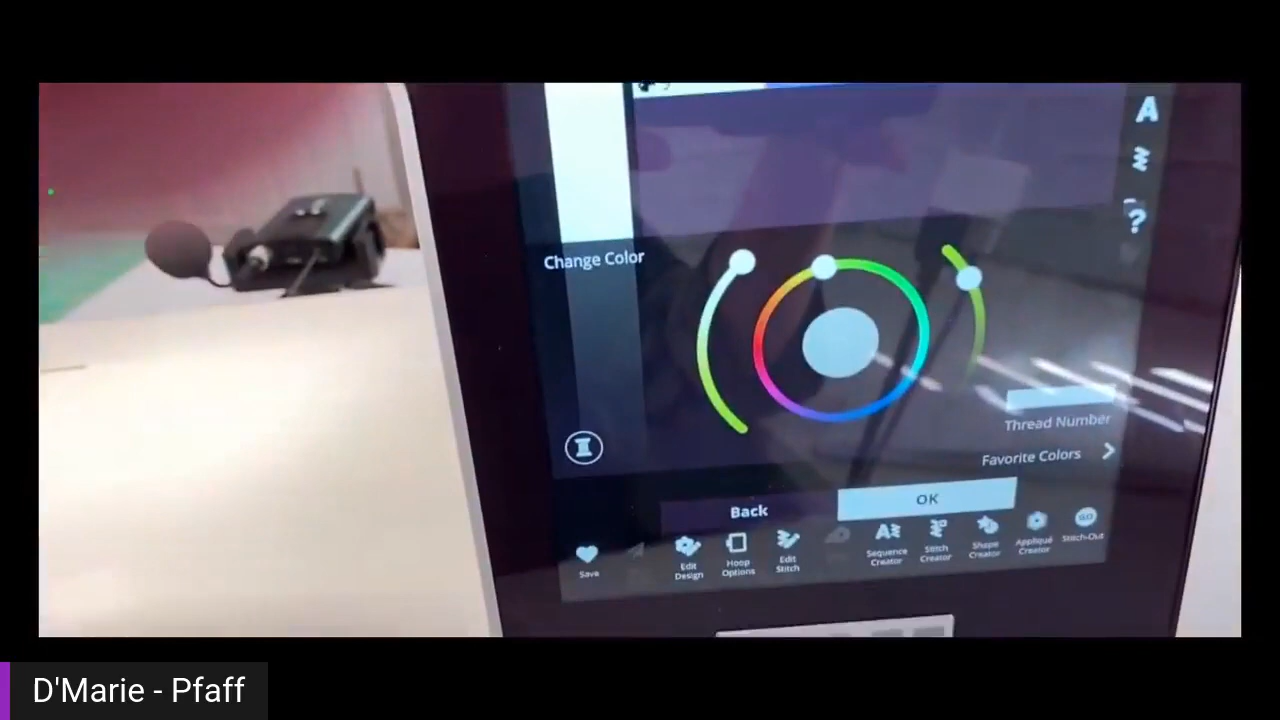 A
?
Change Color
Thread Number
Favorite Colors
Back
OK
Save
Edit
Design
Hoop
Options
Edit
Stitch
Sequence
Creator
Stitch
Creator
Shape
Creator
Appliqué
Creator
GO
Stitch-Out
D'Marie - Pfaff